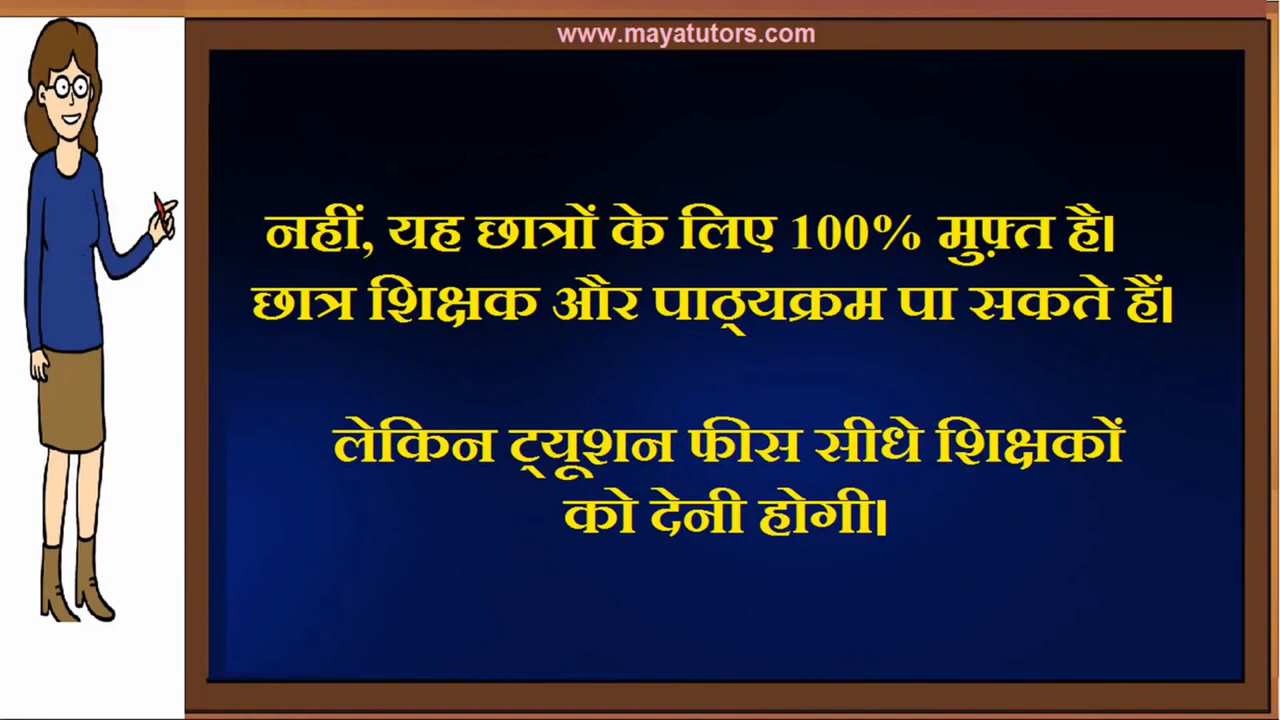 www.mayatutors.com
नहीं, यह छात्रों के लिए 100% मुफ़्त है।
छात्र शिक्षक और पाठ्यक्रम पा सकते हैं।
लेकिन ट्यूशन फीस सीधे शिक्षकों
को देनी होगी।